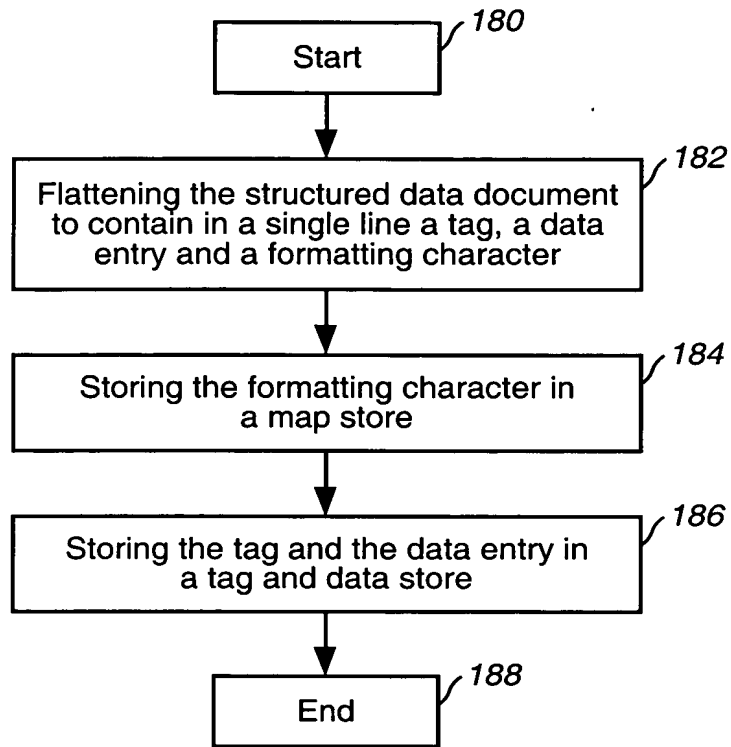 180
Start
182
Flattening the structured data document
to contain in a single line a tag, a data
entry and a formatting character
184
Storing the formatting character in
a map store
186
Storing the tag and the data entry in
a tag and data store
188
End